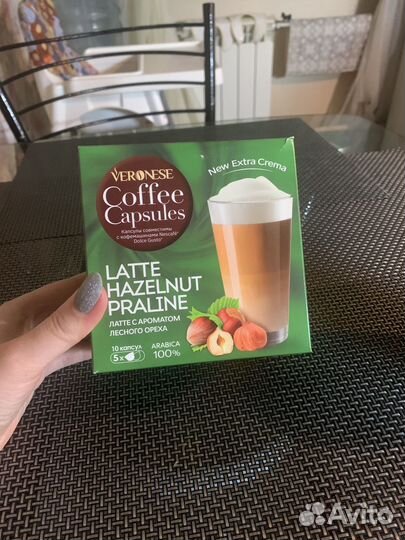 VERONESE
Coffee
Capsules
Капсулы совместимы
с кофемашинами Nescafé*
Dolce Gusto*
New Extra Crema
LATTE
HAZELNUT
PRALINE
ЛАТТЕ С АРОМАТОМ
ЛЕСНОГО ОРЕХА
10 КАПСУЛ
5x
ARABICA
100%
Avito